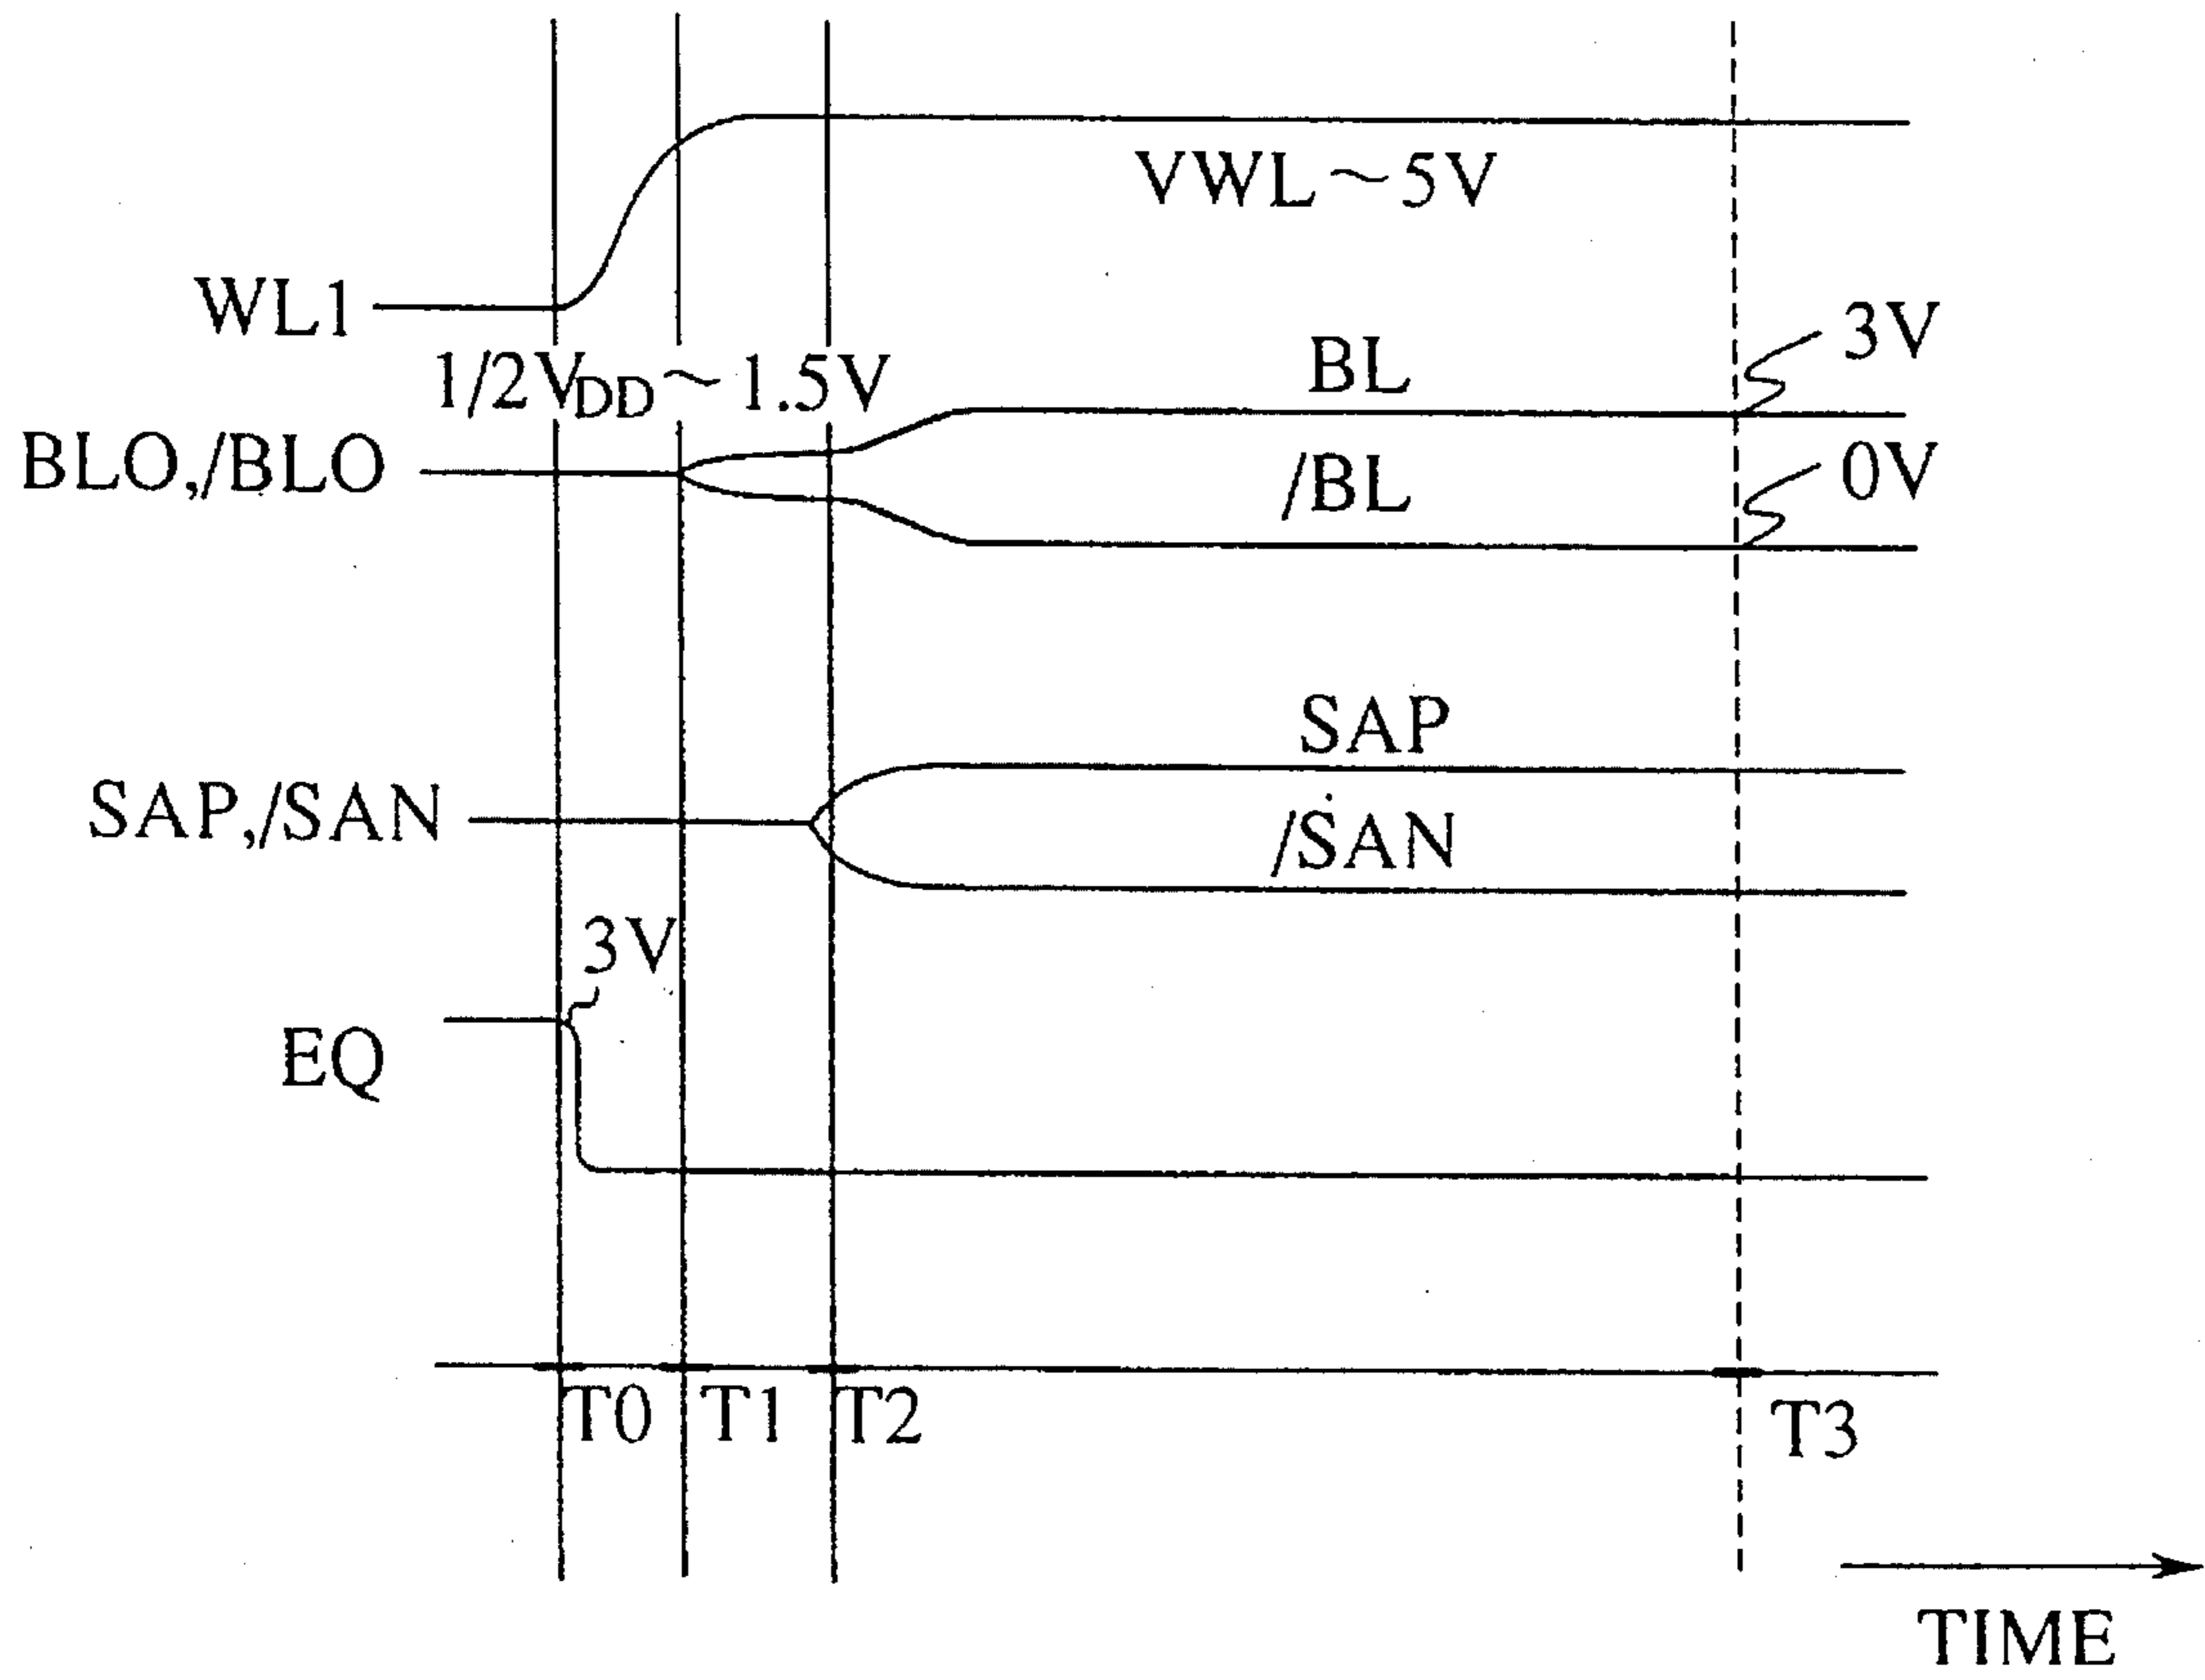 VWL~5V
WL1
3V
1/2VDD~1.5V
BL
BLO,/BLO
/BL
0V
SAP
SAP,/SAN
/SAN
3V
EQ
T0
T1
T2
T3
TIME